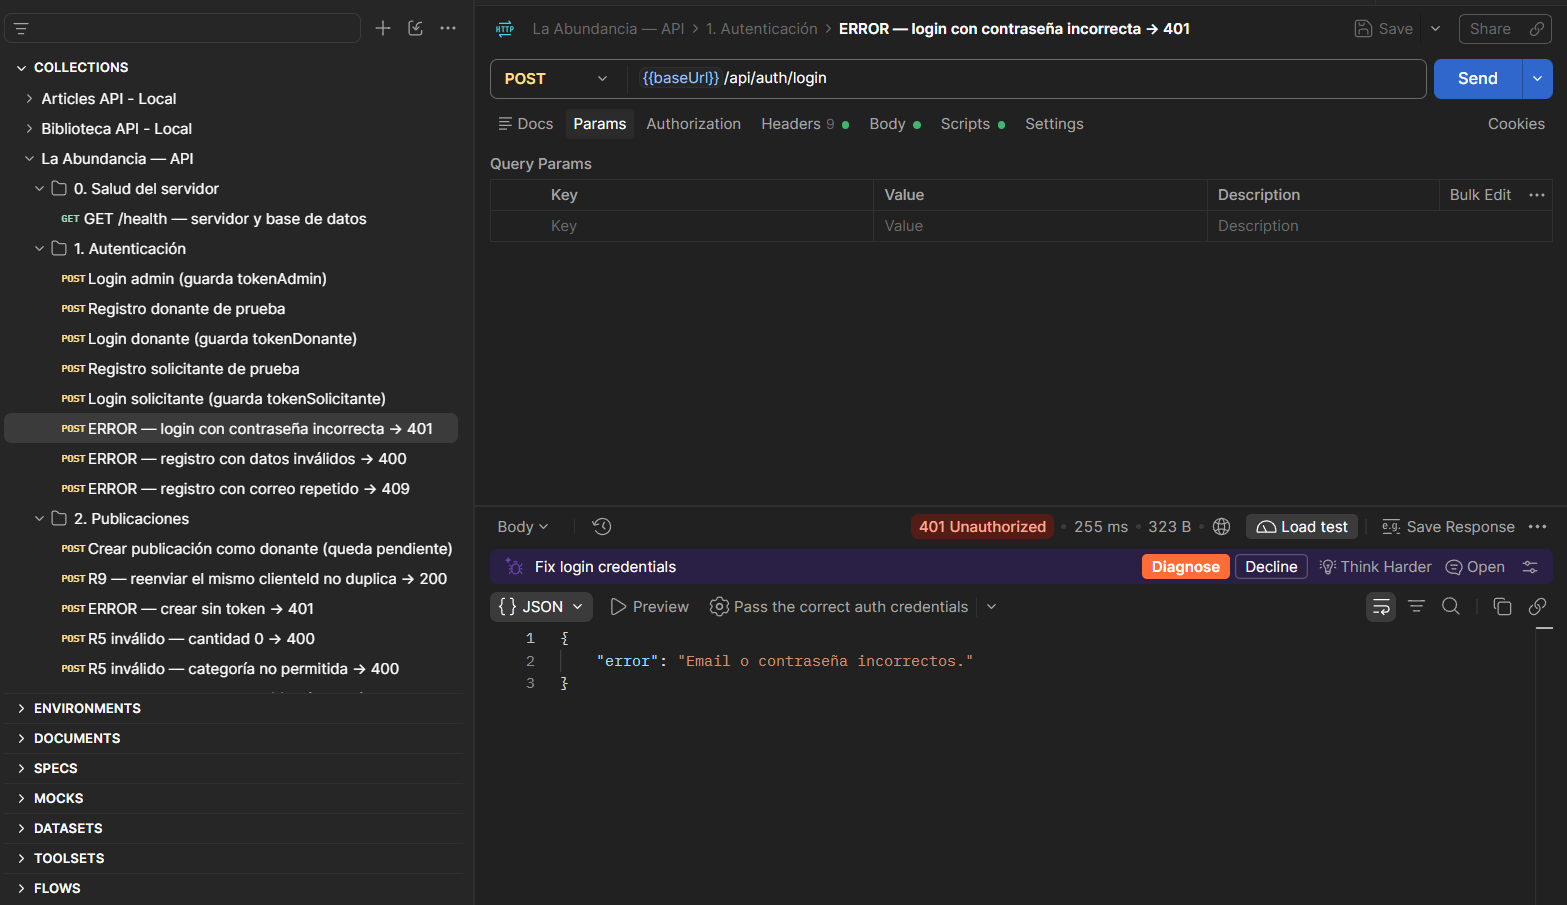 COLLECTIONS
Articles API - Local
Biblioteca API - Local
La Abundancia — API
0. Salud del servidor
GET GET /health — servidor y base de datos
1. Autenticación
POST Login admin (guarda tokenAdmin)
POST Registro donante de prueba
POST Login donante (guarda tokenDonante)
POST Registro solicitante de prueba
POST Login solicitante (guarda tokenSolicitante)
POST ERROR — login con contraseña incorrecta → 401
POST ERROR — registro con datos inválidos → 400
POST ERROR — registro con correo repetido → 409
2. Publicaciones
POST Crear publicación como donante (queda pendiente)
POST R9 — reenviar el mismo clienteId no duplica → 200
POST ERROR — crear sin token → 401
POST R5 inválido — cantidad 0 → 400
POST R5 inválido — categoría no permitida → 400
ENVIRONMENTS
DOCUMENTS
SPECS
MOCKS
DATASETS
TOOLSETS
FLOWS
HTTP La Abundancia — API > 1. Autenticación > ERROR — login con contraseña incorrecta → 401 Save Share
POST {{baseUrl}} /api/auth/login Send
Docs Params Authorization Headers 9 Body Scripts Settings Cookies
Query Params
Key Value Description Bulk Edit
Key Value Description
Body 401 Unauthorized 255 ms 323 B Load test e.g. Save Response
Fix login credentials Diagnose Decline Think Harder Open
{} JSON Preview Pass the correct auth credentials
1 {
2 "error": "Email o contraseña incorrectos."
3 }